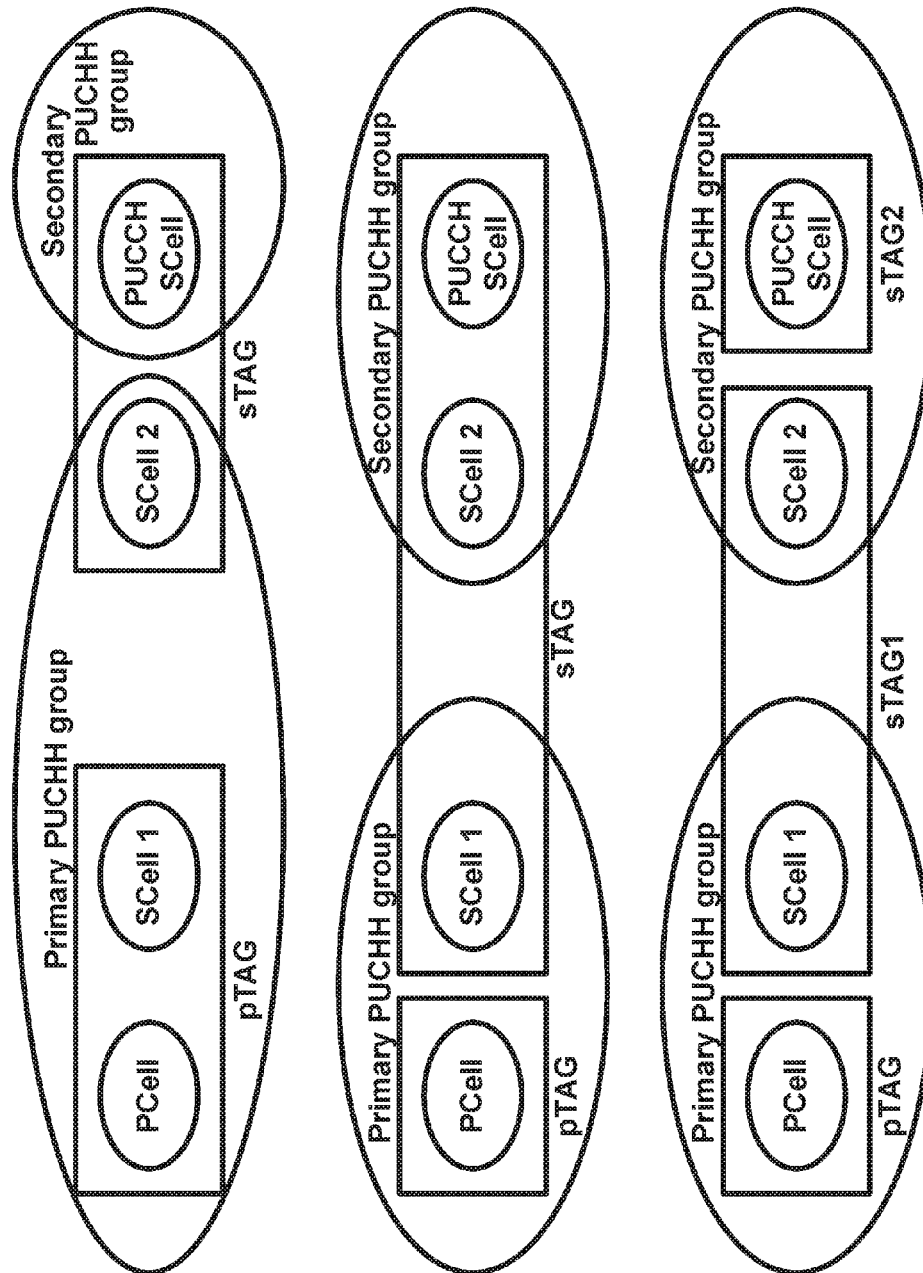 Primary PUCHH group
Secondary
PUCHH
group
PCell
SCell 1
SCell 2
PUCCH
SCell
pTAG
sTAG
Primary PUCHH group
Secondary PUCHH group
PCell
SCell 1
SCell 2
PUCCH
SCell
pTAG
sTAG
Primary PUCHH group
Secondary PUCHH group
PCell
SCell 1
SCell 2
PUCCH
SCell
pTAG
sTAG1
sTAG2